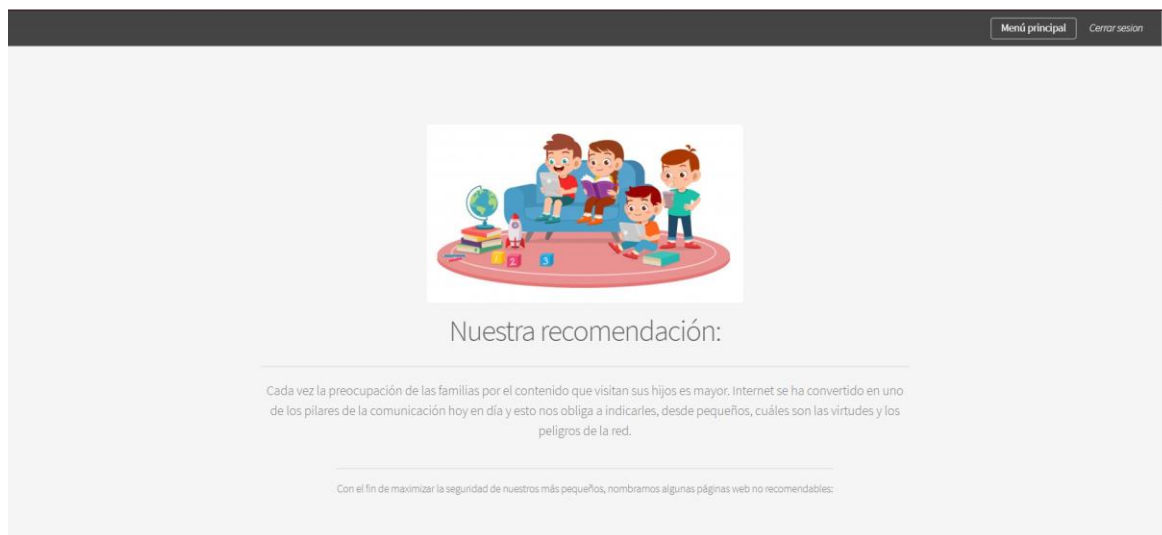 Menú principal
Cerrar sesion
1 2 3
Nuestra recomendación:
Cada vez la preocupación de las familias por el contenido que visitan sus hijos es mayor. Internet se ha convertido en uno
de los pilares de la comunicación hoy en día y esto nos obliga a indicarles, desde pequeños, cuáles son las virtudes y los
peligros de la red.
Con el fin de maximizar la seguridad de nuestros más pequeños, nombramos algunas páginas web no recomendables: